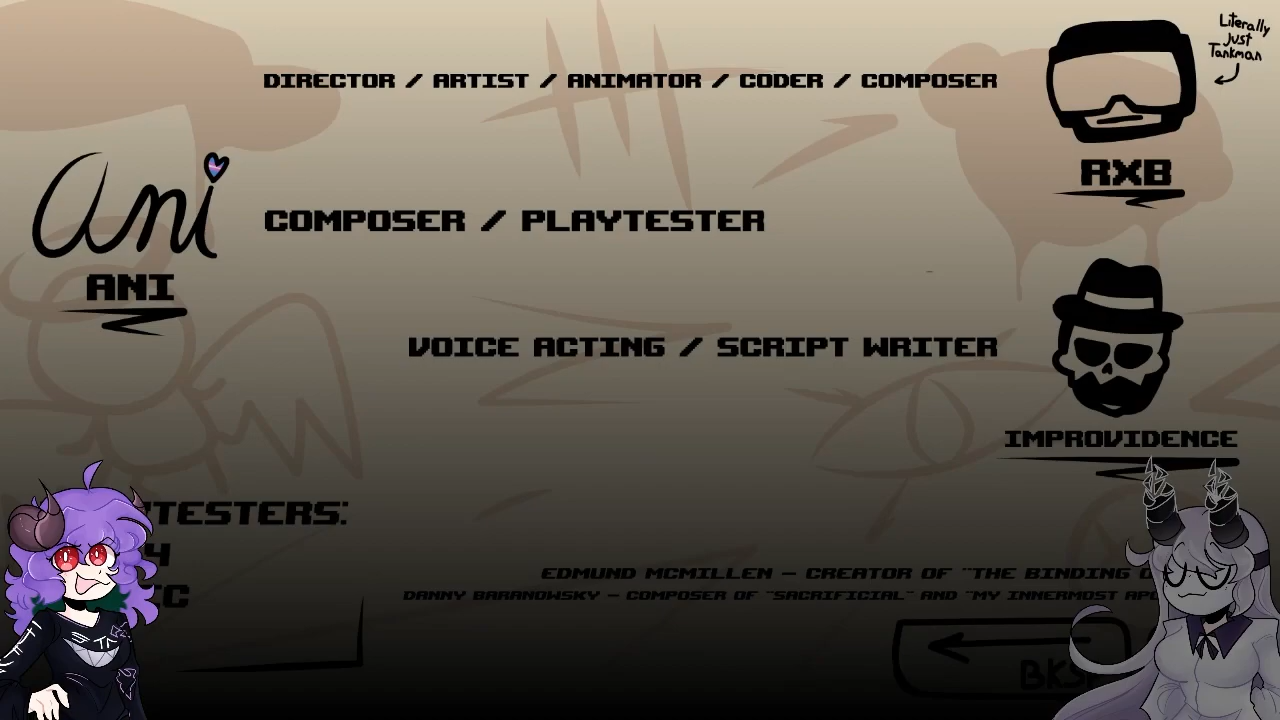 Literally
Just
Tankman
DIRECTOR / ARTIST / ANIMATOR / CODER / COMPOSER
RXB
ani
COMPOSER / PLAYTESTER
ANI
VOICE ACTING / SCRIPT WRITER
IMPROVIDENCE
TESTERS:
EDMUND MCMILLEN - CREATOR OF "THE BINDING
DANNY BARANOWSKY - COMPOSER OF "SACRIFICIAL" AND "MY INNERMOST